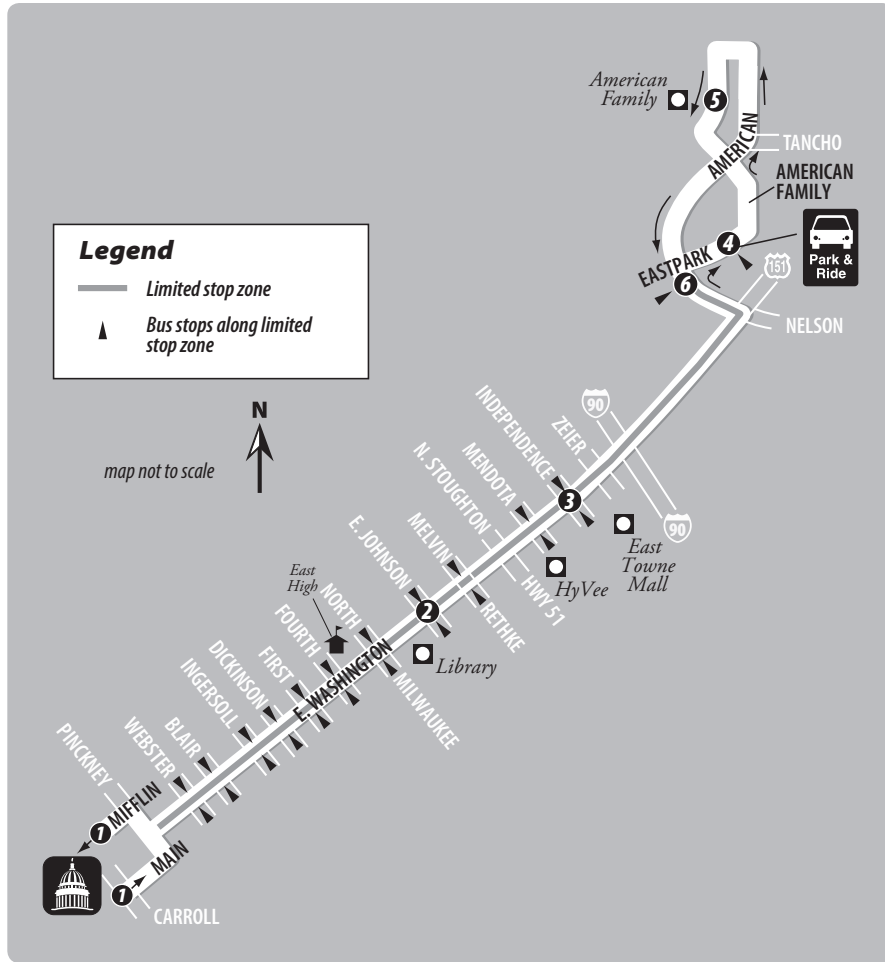 American
Family
5
AMERICAN
TANCHO
AMERICAN
FAMILY
4
EASTPARK
Park &
Ride
151
6
NELSON
Legend
Limited stop zone
Bus stops along limited
stop zone
N
map not to scale
90
INDEPENDENCE
ZEIER
MENDOTA
N. STOUGHTON
3
90
East
Towne
Mall
HyVee
HWY 51
E. JOHNSON
MELVIN
RETHKE
2
Library
East
High
NORTH
FOURTH
FIRST
DICKINSON
INGERSOLL
E. WASHINGTON
MILWAUKEE
BLAIR
WEBSTER
PINCKNEY
1
MIFFLIN
MAIN
1
CARROLL